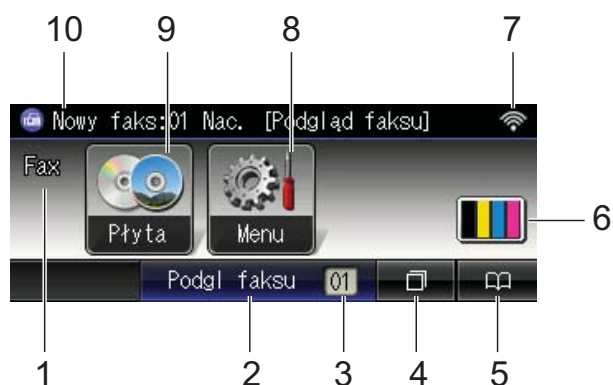 10 9 8 7
Nowy faks:01 Nac. [Podgląd faksu]
Fax
Płyta Menu
6
Podgl faksu 01
1 2 3 4 5